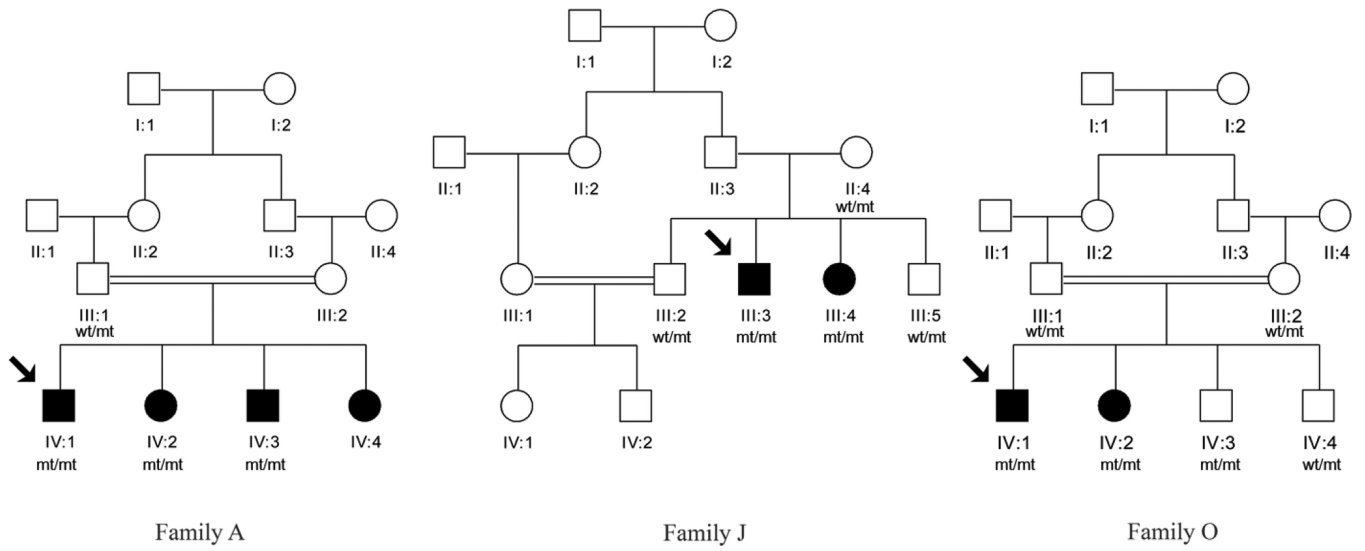 I:1 I:2
II:1 II:2 II:3 II:4
III:1 III:2
wt/mt
IV:1 IV:2 IV:3 IV:4
mt/mt mt/mt mt/mt
Family A
I:1 I:2
II:1 II:2 II:3 II:4
wt/mt
III:1 III:2 III:3 III:4 III:5
wt/mt mt/mt mt/mt wt/mt
IV:1 IV:2
Family J
I:1 I:2
II:1 II:2 II:3 II:4
III:1 III:2
wt/mt wt/mt
IV:1 IV:2 IV:3 IV:4
mt/mt mt/mt mt/mt wt/mt
Family O